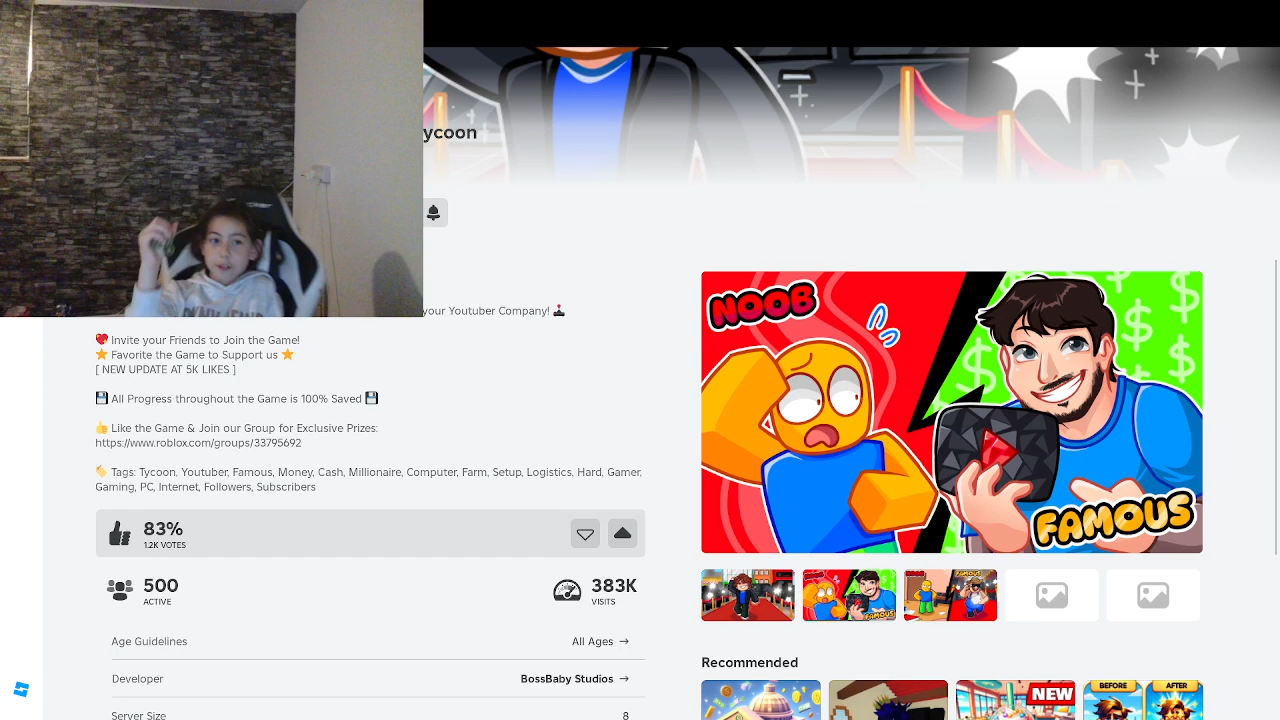 ycoon
your Youtuber Company! 🕹️
❤️ Invite your Friends to Join the Game!
⭐ Favorite the Game to Support us ⭐
[ NEW UPDATE AT 5K LIKES ]
💾 All Progress throughout the Game is 100% Saved 💾
👍 Like the Game & Join our Group for Exclusive Prizes:
https://www.roblox.com/groups/33795692
🏷️ Tags: Tycoon, Youtuber, Famous, Money, Cash, Millionaire, Computer, Farm, Setup, Logistics, Hard, Gamer,
Gaming, PC, Internet, Followers, Subscribers
83%
1.2K VOTES
500
ACTIVE
383K
VISITS
Age Guidelines
All Ages →
Developer
BossBaby Studios →
Server Size
8
NOOB
FAMOUS
Recommended
NEW
BEFORE
AFTER